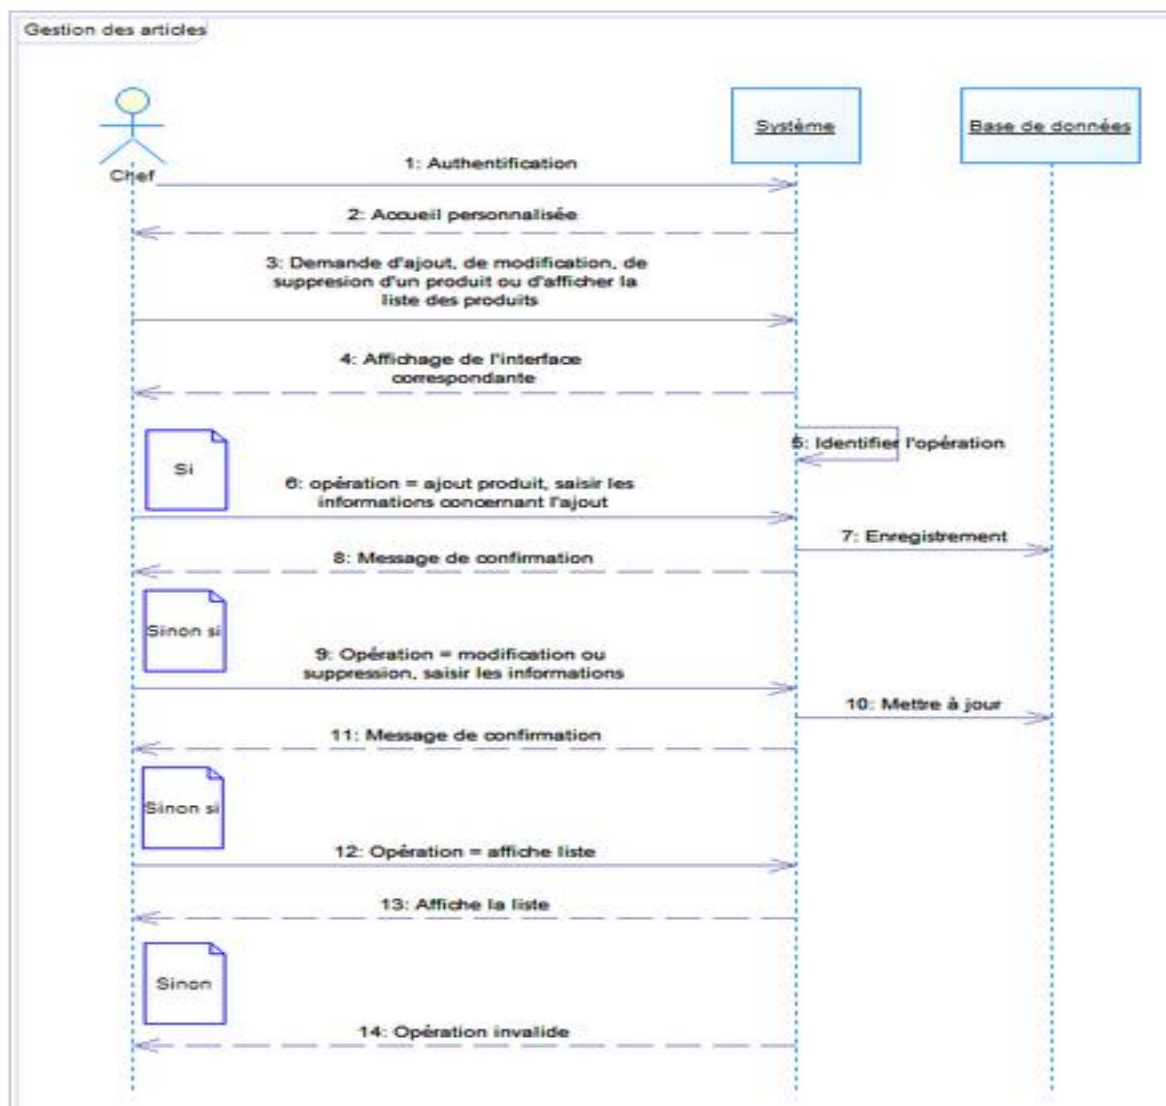 Gestion des articles
Système
Base de données
Chef
1: Authentification
2: Accueil personnalisée
3: Demande d'ajout, de modification, de
suppresion d'un produit ou d'afficher la
liste des produits
4: Affichage de l'interface
correspondante
5: Identifier l'opération
Si
6: opération = ajout produit, saisir les
informations concernant l'ajout
7: Enregistrement
8: Message de confirmation
Sinon si
9: Opération = modification ou
suppression, saisir les informations
10: Mettre à jour
11: Message de confirmation
Sinon si
12: Opération = affiche liste
13: Affiche la liste
Sinon
14: Opération invalide